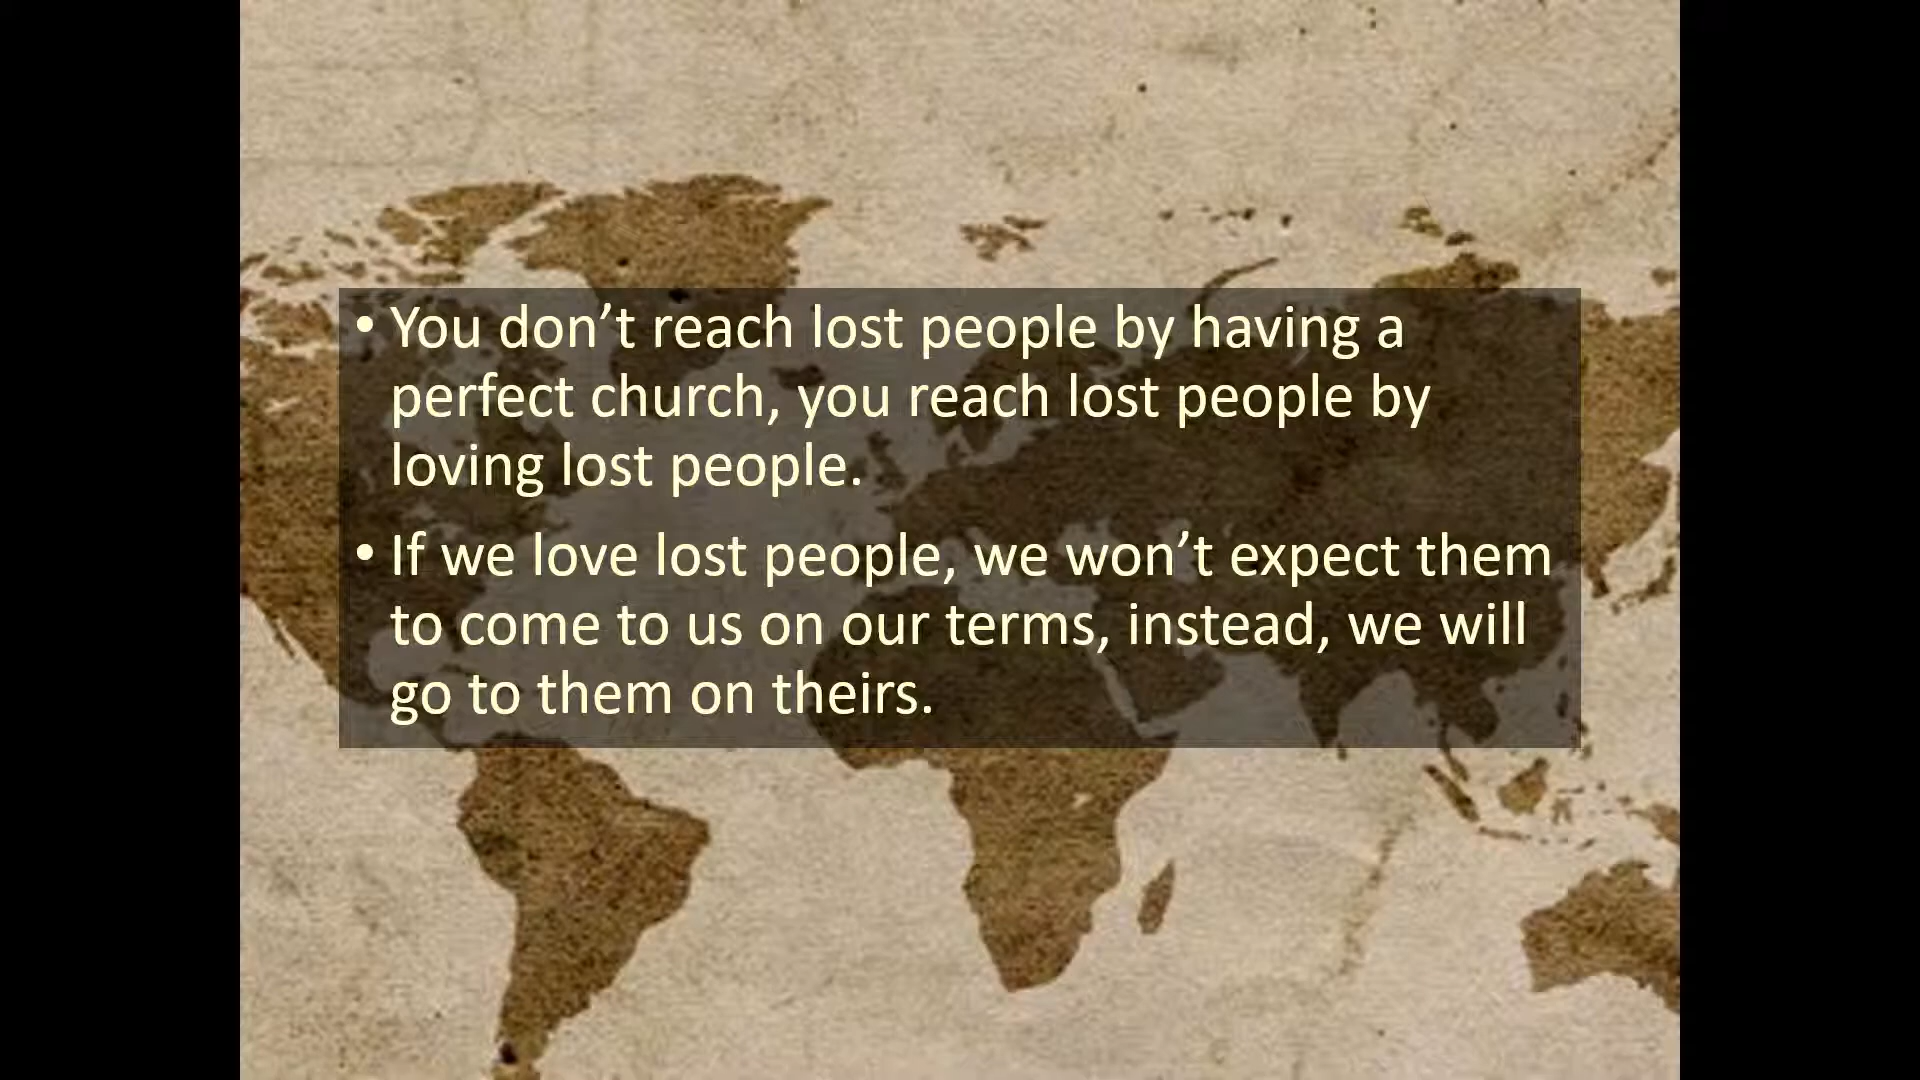 • You don’t reach lost people by having a
perfect church, you reach lost people by
loving lost people.
• If we love lost people, we won’t expect them
to come to us on our terms, instead, we will
go to them on theirs.